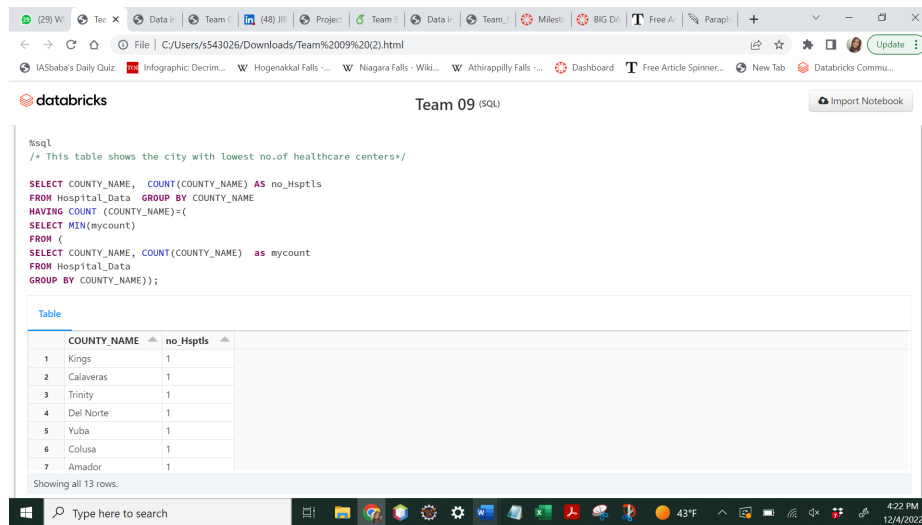 (29) W
Tea
Data in
Team 0
(48) JIF
Project
Team 9
Data in
Team_
Milesto
BIG DA
Free Ar
Paraph
File | C:/Users/s543026/Downloads/Team%2009%20(2).html
Update
IASbaba's Daily Quiz
TOI
Infographic: Decrim...
W Hogenakkal Falls -...
W Niagara Falls - Wiki...
W Athirappilly Falls -...
Dashboard
T Free Article Spinner...
New Tab
Databricks Commu...
databricks
Team 09 (SQL)
Import Notebook
%sql
/* This table shows the city with lowest no.of healthcare centers*/
SELECT COUNTY_NAME, COUNT(COUNTY_NAME) AS no_Hsptls
FROM Hospital_Data GROUP BY COUNTY_NAME
HAVING COUNT (COUNTY_NAME)=(
SELECT MIN(mycount)
FROM (
SELECT COUNTY_NAME, COUNT(COUNTY_NAME) as mycount
FROM Hospital_Data
GROUP BY COUNTY_NAME));
Table
COUNTY_NAME no_Hsptls
1 Kings 1
2 Calaveras 1
3 Trinity 1
4 Del Norte 1
5 Yuba 1
6 Colusa 1
7 Amador 1
Showing all 13 rows.
Type here to search
43°F
4:22 PM
12/4/202